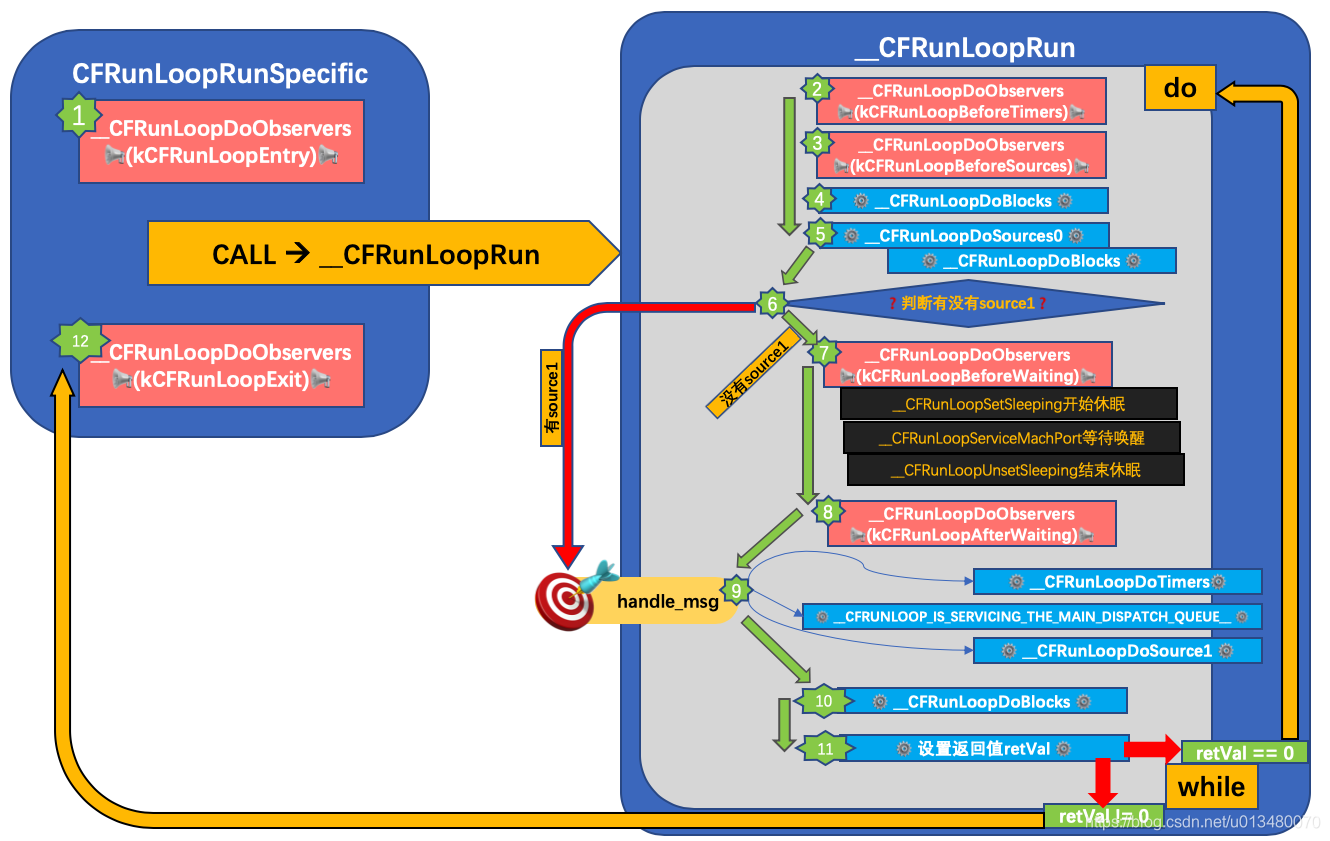 CFRunLoopRunSpecific
1
__CFRunLoopDoObservers
(kCFRunLoopEntry)
CALL → __CFRunLoopRun
12
__CFRunLoopDoObservers
(kCFRunLoopExit)
__CFRunLoopRun
do
2
__CFRunLoopDoObservers
(kCFRunLoopBeforeTimers)
3
__CFRunLoopDoObservers
(kCFRunLoopBeforeSources)
4
__CFRunLoopDoBlocks
5
__CFRunLoopDoSources0
__CFRunLoopDoBlocks
6
?判断有没有source1?
有source1
没有source1
7
__CFRunLoopDoObservers
(kCFRunLoopBeforeWaiting)
__CFRunLoopSetSleeping开始休眠
__CFRunLoopServiceMachPort等待唤醒
__CFRunLoopUnsetSleeping结束休眠
8
__CFRunLoopDoObservers
(kCFRunLoopAfterWaiting)
handle_msg
9
__CFRunLoopDoTimers
__CFRUNLOOP_IS_SERVICING_THE_MAIN_DISPATCH_QUEUE__
__CFRunLoopDoSource1
10
__CFRunLoopDoBlocks
11
设置返回值retVal
retVal == 0
while
retVal != 0
https://blog.csdn.net/u013480070